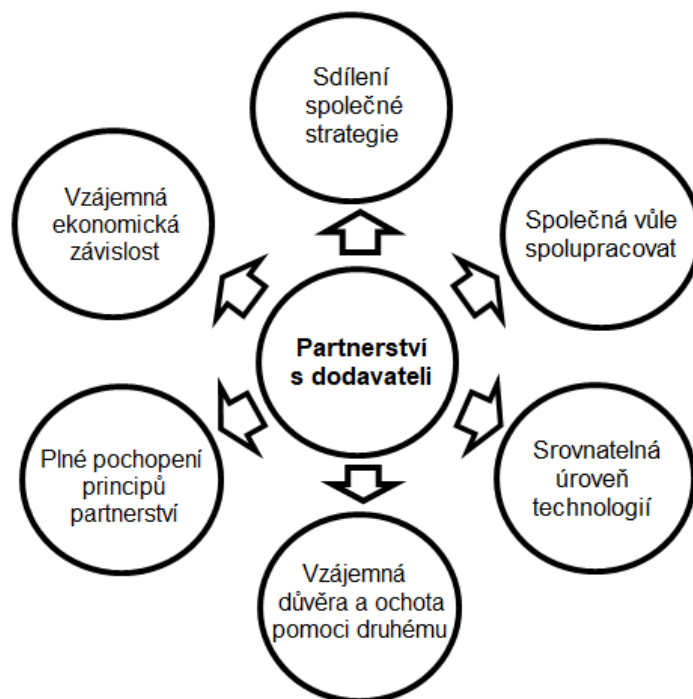 Sdílení
společné
strategie
Vzájemná
ekonomická
závislost
Společná vůle
spolupracovat
Partnerství
s dodavateli
Plné pochopení
principů
partnerství
Srovnatelná
úroveň
technologií
Vzájemná
důvěra a ochota
pomoci druhému